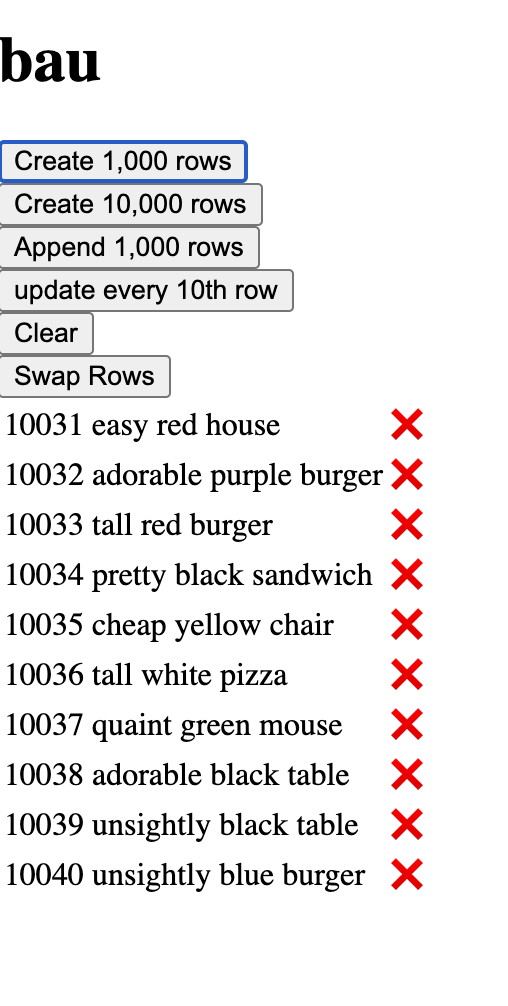 bau
Create 1,000 rows
Create 10,000 rows
Append 1,000 rows
update every 10th row
Clear
Swap Rows
10031 easy red house
10032 adorable purple burger
10033 tall red burger
10034 pretty black sandwich
10035 cheap yellow chair
10036 tall white pizza
10037 quaint green mouse
10038 adorable black table
10039 unsightly black table
10040 unsightly blue burger